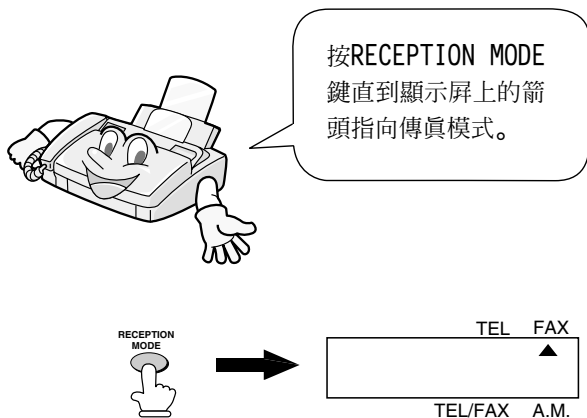 按RECEPTION MODE
鍵直到顯示屏上的箭
頭指向傳眞模式。
RECEPTION
MODE
TEL FAX
TEL/FAX A.M.